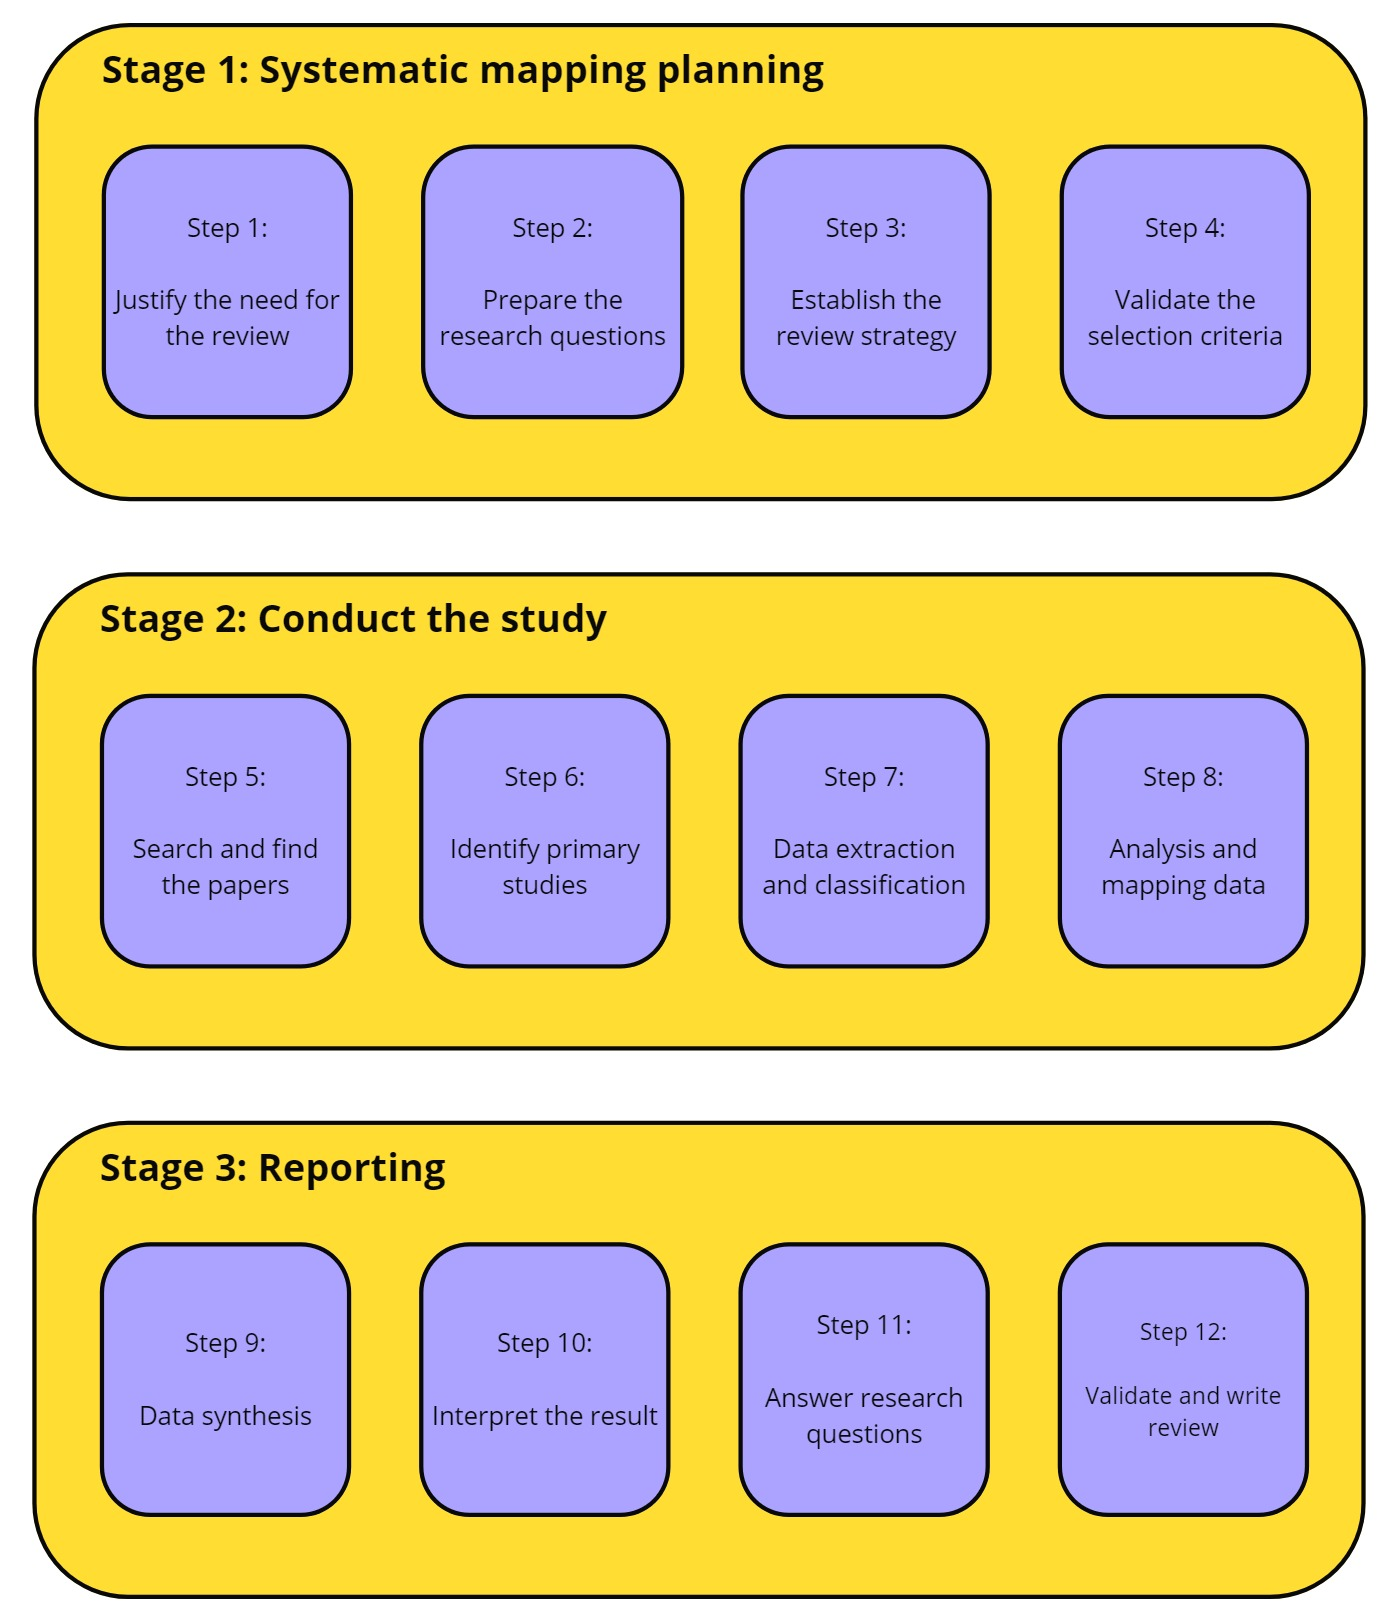 Stage 1: Systematic mapping planning
Step 1:
Justify the need for
the review
Step 2:
Prepare the
research questions
Step 3:
Establish the
review strategy
Step 4:
Validate the
selection criteria
Stage 2: Conduct the study
Step 5:
Search and find
the papers
Step 6:
Identify primary
studies
Step 7:
Data extraction
and classification
Step 8:
Analysis and
mapping data
Stage 3: Reporting
Step 9:
Data synthesis
Step 10:
Interpret the result
Step 11:
Answer research
questions
Step 12:
Validate and write
review